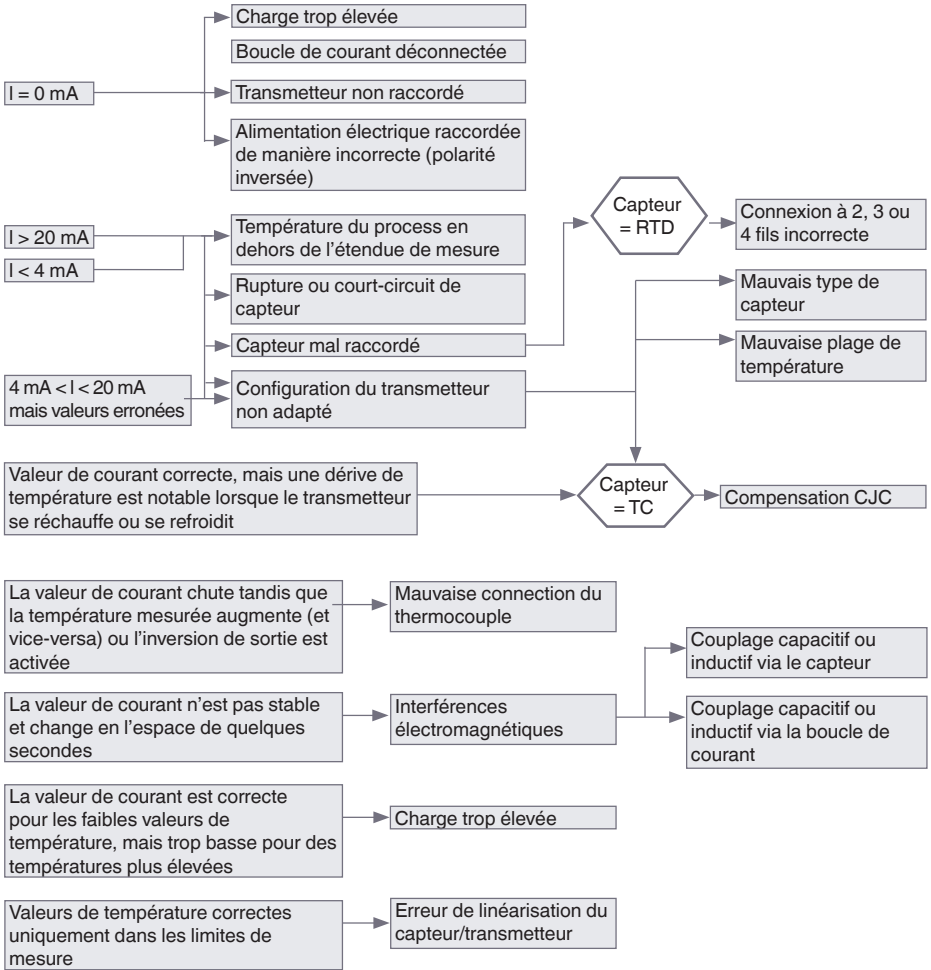 Charge trop élevée
Boucle de courant déconnectée
I = 0 mA
Transmetteur non raccordé
Alimentation électrique raccordée
de manière incorrecte (polarité
inversée)
Capteur
= RTD
Connexion à 2, 3 ou
4 fils incorrecte
I > 20 mA
I < 4 mA
Température du process en
dehors de l'étendue de mesure
Mauvais type de
capteur
Rupture ou court-circuit de
capteur
Capteur mal raccordé
Mauvaise plage de
température
4 mA < I < 20 mA
mais valeurs erronées
Configuration du transmetteur
non adapté
Valeur de courant correcte, mais une dérive de
température est notable lorsque le transmetteur
se réchauffe ou se refroidit
Capteur
= TC
Compensation CJC
La valeur de courant chute tandis que
la température mesurée augmente (et
vice-versa) ou l'inversion de sortie est
activée
Mauvaise connection du
thermocouple
Couplage capacitif ou
inductif via le capteur
La valeur de courant n'est pas stable
et change en l'espace de quelques
secondes
Interférences
électromagnétiques
Couplage capacitif ou
inductif via la boucle de
courant
La valeur de courant est correcte
pour les faibles valeurs de
température, mais trop basse pour des
températures plus élevées
Charge trop élevée
Valeurs de température correctes
uniquement dans les limites de
mesure
Erreur de linéarisation du
capteur/transmetteur